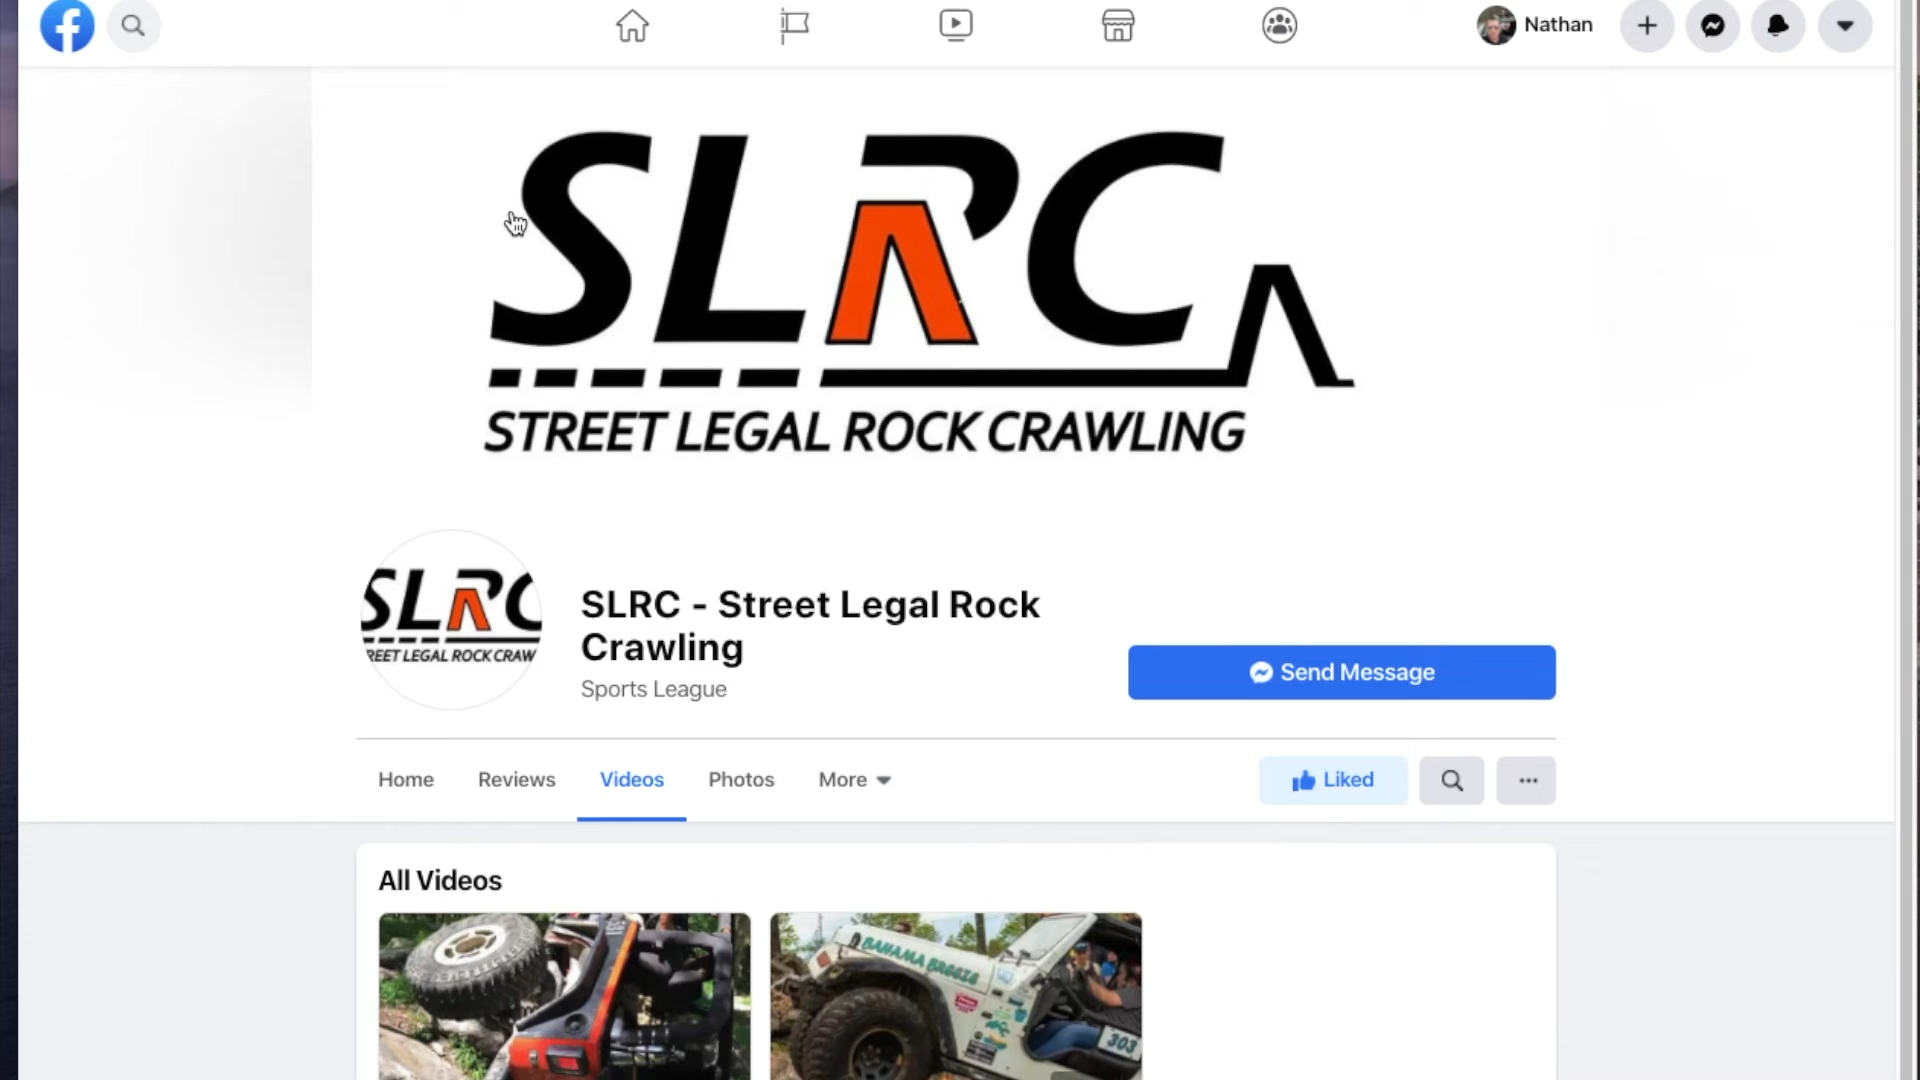 Nathan
SLRC
STREET LEGAL ROCK CRAWLING
SLRC
REET LEGAL ROCK CRAW
SLRC - Street Legal Rock
Crawling
Sports League
Send Message
Home Reviews Videos Photos More
Liked
All Videos
BAHAMA BREEZE
303